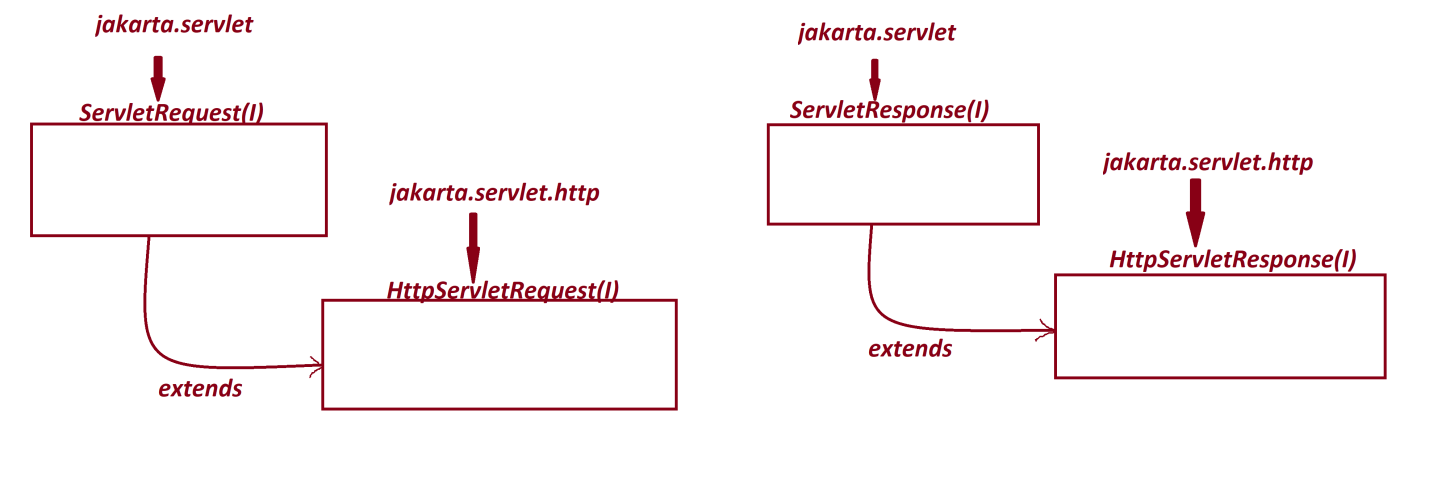 jakarta.servlet
ServletRequest(I)
jakarta.servlet.http
HttpServletRequest(I)
extends
jakarta.servlet
ServletResponse(I)
jakarta.servlet.http
HttpServletResponse(I)
extends